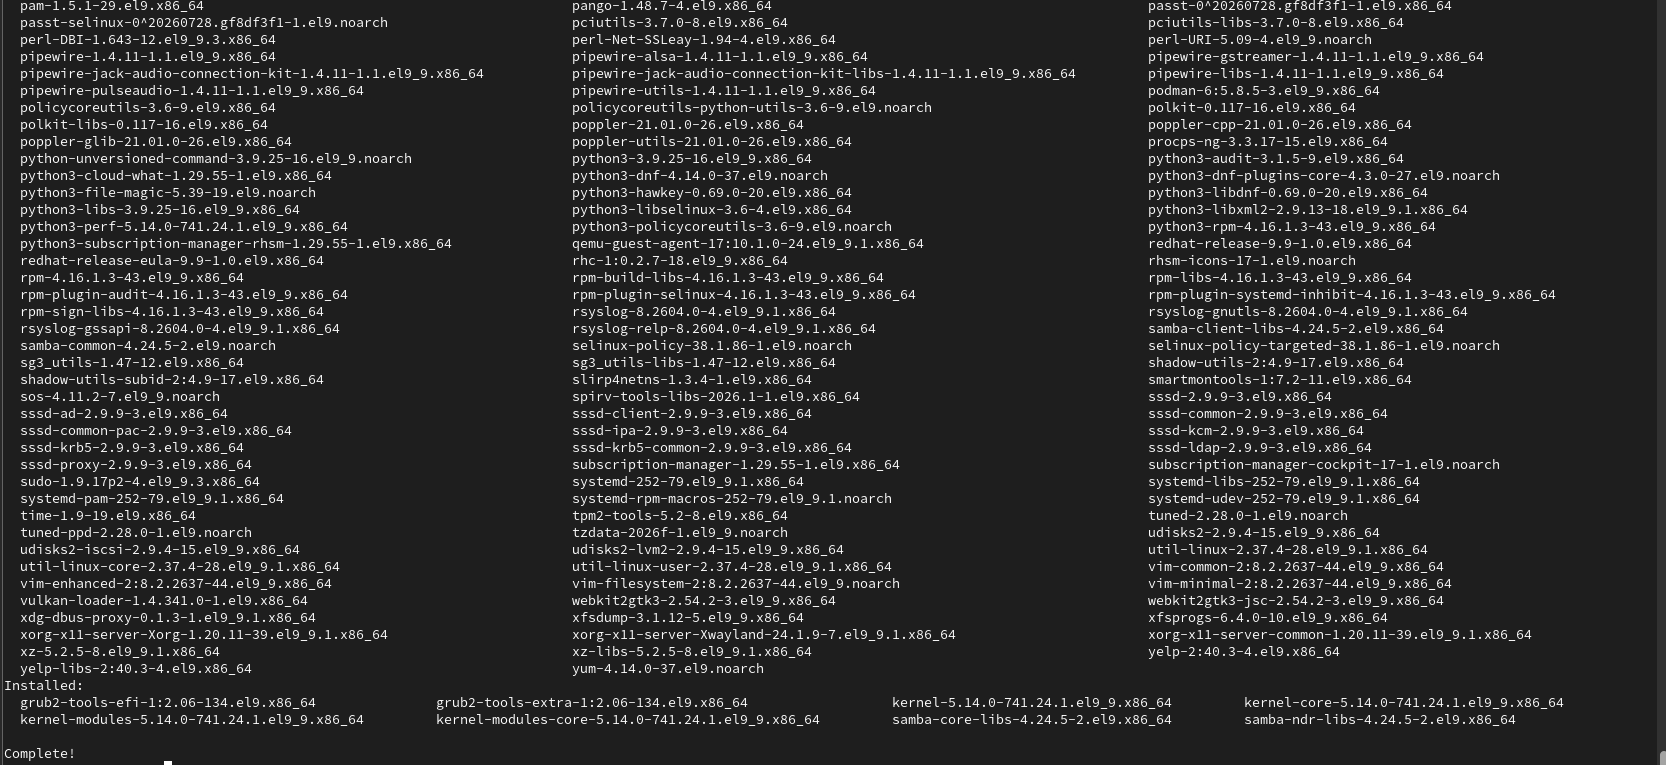 pam-1.5.1-29.el9.x86_64 pango-1.48.7-4.el9.x86_64 passt-0^20260728.gf8df3f1-1.el9.x86_64
passt-selinux-0^20260728.gf8df3f1-1.el9.noarch pciutils-3.7.0-8.el9.x86_64 pciutils-libs-3.7.0-8.el9.x86_64
perl-DBI-1.643-12.el9_9.3.x86_64 perl-Net-SSLeay-1.94-4.el9.x86_64 perl-URI-5.09-4.el9_9.noarch
pipewire-1.4.11-1.1.el9_9.x86_64 pipewire-alsa-1.4.11-1.1.el9_9.x86_64 pipewire-gstreamer-1.4.11-1.1.el9_9.x86_64
pipewire-jack-audio-connection-kit-1.4.11-1.1.el9_9.x86_64 pipewire-jack-audio-connection-kit-libs-1.4.11-1.1.el9_9.x86_64 pipewire-libs-1.4.11-1.1.el9_9.x86_64
pipewire-pulseaudio-1.4.11-1.1.el9_9.x86_64 pipewire-utils-1.4.11-1.1.el9_9.x86_64 podman-6:5.8.5-3.el9_9.x86_64
policycoreutils-3.6-9.el9.x86_64 policycoreutils-python-utils-3.6-9.el9.noarch polkit-0.117-16.el9.x86_64
polkit-libs-0.117-16.el9.x86_64 poppler-21.01.0-26.el9.x86_64 poppler-cpp-21.01.0-26.el9.x86_64
poppler-glib-21.01.0-26.el9.x86_64 poppler-utils-21.01.0-26.el9.x86_64 procps-ng-3.3.17-15.el9.x86_64
python-unversioned-command-3.9.25-16.el9_9.noarch python3-3.9.25-16.el9_9.x86_64 python3-audit-3.1.5-9.el9.x86_64
python3-cloud-what-1.29.55-1.el9.x86_64 python3-dnf-4.14.0-37.el9.noarch python3-dnf-plugins-core-4.3.0-27.el9.noarch
python3-file-magic-5.39-19.el9.noarch python3-hawkey-0.69.0-20.el9.x86_64 python3-libdnf-0.69.0-20.el9.x86_64
python3-libs-3.9.25-16.el9_9.x86_64 python3-libselinux-3.6-4.el9.x86_64 python3-libxml2-2.9.13-18.el9_9.1.x86_64
python3-perf-5.14.0-741.24.1.el9_9.x86_64 python3-policycoreutils-3.6-9.el9.noarch python3-rpm-4.16.1.3-43.el9_9.x86_64
python3-subscription-manager-rhsm-1.29.55-1.el9.x86_64 qemu-guest-agent-17:10.1.0-24.el9_9.1.x86_64 redhat-release-9.9-1.0.el9.x86_64
redhat-release-eula-9.9-1.0.el9.x86_64 rhc-1:0.2.7-18.el9_9.x86_64 rhsm-icons-17-1.el9.noarch
rpm-4.16.1.3-43.el9_9.x86_64 rpm-build-libs-4.16.1.3-43.el9_9.x86_64 rpm-libs-4.16.1.3-43.el9_9.x86_64
rpm-plugin-audit-4.16.1.3-43.el9_9.x86_64 rpm-plugin-selinux-4.16.1.3-43.el9_9.x86_64 rpm-plugin-systemd-inhibit-4.16.1.3-43.el9_9.x86_64
rpm-sign-libs-4.16.1.3-43.el9_9.x86_64 rsyslog-8.2604.0-4.el9_9.1.x86_64 rsyslog-gnutls-8.2604.0-4.el9_9.1.x86_64
rsyslog-gssapi-8.2604.0-4.el9_9.1.x86_64 rsyslog-relp-8.2604.0-4.el9_9.1.x86_64 samba-client-libs-4.24.5-2.el9.x86_64
samba-common-4.24.5-2.el9.noarch selinux-policy-38.1.86-1.el9.noarch selinux-policy-targeted-38.1.86-1.el9.noarch
sg3_utils-1.47-12.el9.x86_64 sg3_utils-libs-1.47-12.el9.x86_64 shadow-utils-2:4.9-17.el9.x86_64
shadow-utils-subid-2:4.9-17.el9.x86_64 slirp4netns-1.3.4-1.el9.x86_64 smartmontools-1:7.2-11.el9.x86_64
sos-4.11.2-7.el9_9.noarch spirv-tools-libs-2026.1-1.el9.x86_64 sssd-2.9.9-3.el9.x86_64
sssd-ad-2.9.9-3.el9.x86_64 sssd-client-2.9.9-3.el9.x86_64 sssd-common-2.9.9-3.el9.x86_64
sssd-common-pac-2.9.9-3.el9.x86_64 sssd-ipa-2.9.9-3.el9.x86_64 sssd-kcm-2.9.9-3.el9.x86_64
sssd-krb5-2.9.9-3.el9.x86_64 sssd-krb5-common-2.9.9-3.el9.x86_64 sssd-ldap-2.9.9-3.el9.x86_64
sssd-proxy-2.9.9-3.el9.x86_64 subscription-manager-1.29.55-1.el9.x86_64 subscription-manager-cockpit-17-1.el9.noarch
sudo-1.9.17p2-4.el9_9.3.x86_64 systemd-252-79.el9_9.1.x86_64 systemd-libs-252-79.el9_9.1.x86_64
systemd-pam-252-79.el9_9.1.x86_64 systemd-rpm-macros-252-79.el9_9.1.noarch systemd-udev-252-79.el9_9.1.x86_64
time-1.9-19.el9.x86_64 tpm2-tools-5.2-8.el9.x86_64 tuned-2.28.0-1.el9.noarch
tuned-ppd-2.28.0-1.el9.noarch tzdata-2026f-1.el9_9.noarch udisks2-2.9.4-15.el9_9.x86_64
udisks2-iscsi-2.9.4-15.el9_9.x86_64 udisks2-lvm2-2.9.4-15.el9_9.x86_64 util-linux-2.37.4-28.el9_9.1.x86_64
util-linux-core-2.37.4-28.el9_9.1.x86_64 util-linux-user-2.37.4-28.el9_9.1.x86_64 vim-common-2:8.2.2637-44.el9_9.x86_64
vim-enhanced-2:8.2.2637-44.el9_9.x86_64 vim-filesystem-2:8.2.2637-44.el9_9.noarch vim-minimal-2:8.2.2637-44.el9_9.x86_64
vulkan-loader-1.4.341.0-1.el9.x86_64 webkit2gtk3-2.54.2-3.el9_9.x86_64 webkit2gtk3-jsc-2.54.2-3.el9_9.x86_64
xdg-dbus-proxy-0.1.3-1.el9_9.1.x86_64 xfsdump-3.1.12-5.el9_9.x86_64 xfsprogs-6.4.0-10.el9_9.x86_64
xorg-x11-server-Xorg-1.20.11-39.el9_9.1.x86_64 xorg-x11-server-Xwayland-24.1.9-7.el9_9.1.x86_64 xorg-x11-server-common-1.20.11-39.el9_9.1.x86_64
xz-5.2.5-8.el9_9.1.x86_64 xz-libs-5.2.5-8.el9_9.1.x86_64 yelp-2:40.3-4.el9.x86_64
yelp-libs-2:40.3-4.el9.x86_64 yum-4.14.0-37.el9.noarch
Installed:
grub2-tools-efi-1:2.06-134.el9.x86_64 grub2-tools-extra-1:2.06-134.el9.x86_64 kernel-5.14.0-741.24.1.el9_9.x86_64 kernel-core-5.14.0-741.24.1.el9_9.x86_64
kernel-modules-5.14.0-741.24.1.el9_9.x86_64 kernel-modules-core-5.14.0-741.24.1.el9_9.x86_64 samba-core-libs-4.24.5-2.el9.x86_64 samba-ndr-libs-4.24.5-2.el9.x86_64
Complete!